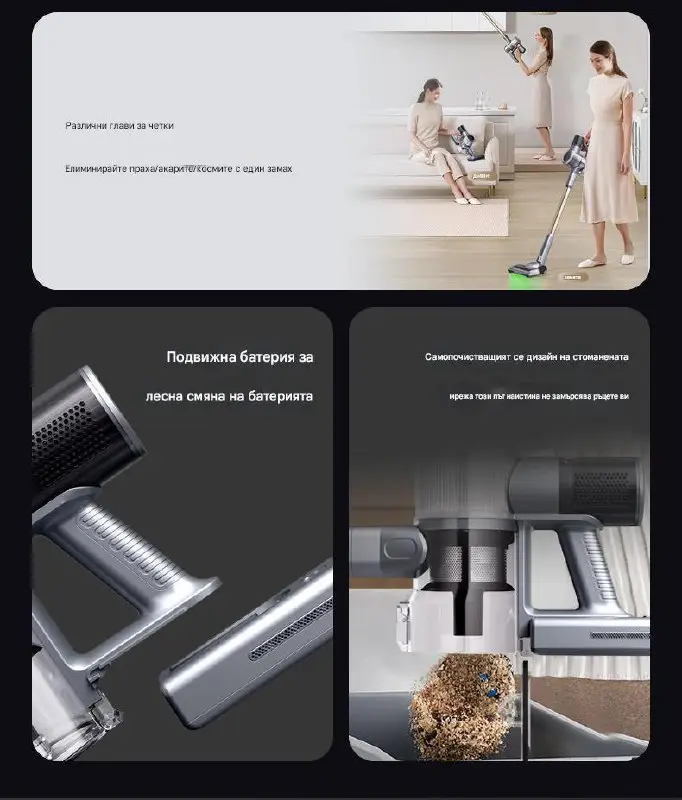 Различни глави за четки
Елиминирайте праха/акарите/космите с един замах
Подвижна батерия за
лесна смяна на батерията
Самопочистващият се дизайн на стоманената
мрежа този път наистина не замърсява ръцете ви